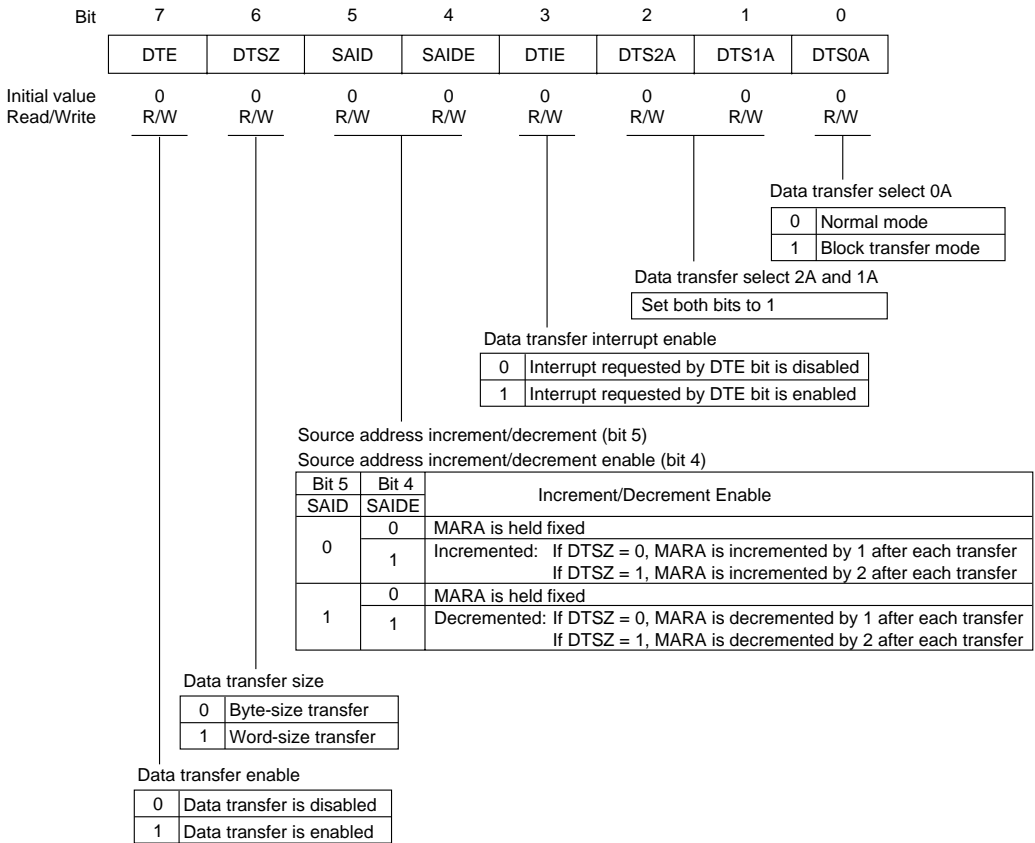 Bit 7 6 5 4 3 2 1 0
DTE DTSZ SAID SAIDE DTIE DTS2A DTS1A DTS0A
Initial value 0 0 0 0 0 0 0 0
Read/Write R/W R/W R/W R/W R/W R/W R/W R/W
Data transfer select 0A
0 Normal mode
1 Block transfer mode
Data transfer select 2A and 1A
Set both bits to 1
Data transfer interrupt enable
0 Interrupt requested by DTE bit is disabled
1 Interrupt requested by DTE bit is enabled
Source address increment/decrement (bit 5)
Source address increment/decrement enable (bit 4)
Bit 5 Bit 4 Increment/Decrement Enable
SAID SAIDE
0 0 MARA is held fixed
1 Incremented: If DTSZ = 0, MARA is incremented by 1 after each transfer
If DTSZ = 1, MARA is incremented by 2 after each transfer
1 0 MARA is held fixed
1 Decremented: If DTSZ = 0, MARA is decremented by 1 after each transfer
If DTSZ = 1, MARA is decremented by 2 after each transfer
Data transfer size
0 Byte-size transfer
1 Word-size transfer
Data transfer enable
0 Data transfer is disabled
1 Data transfer is enabled